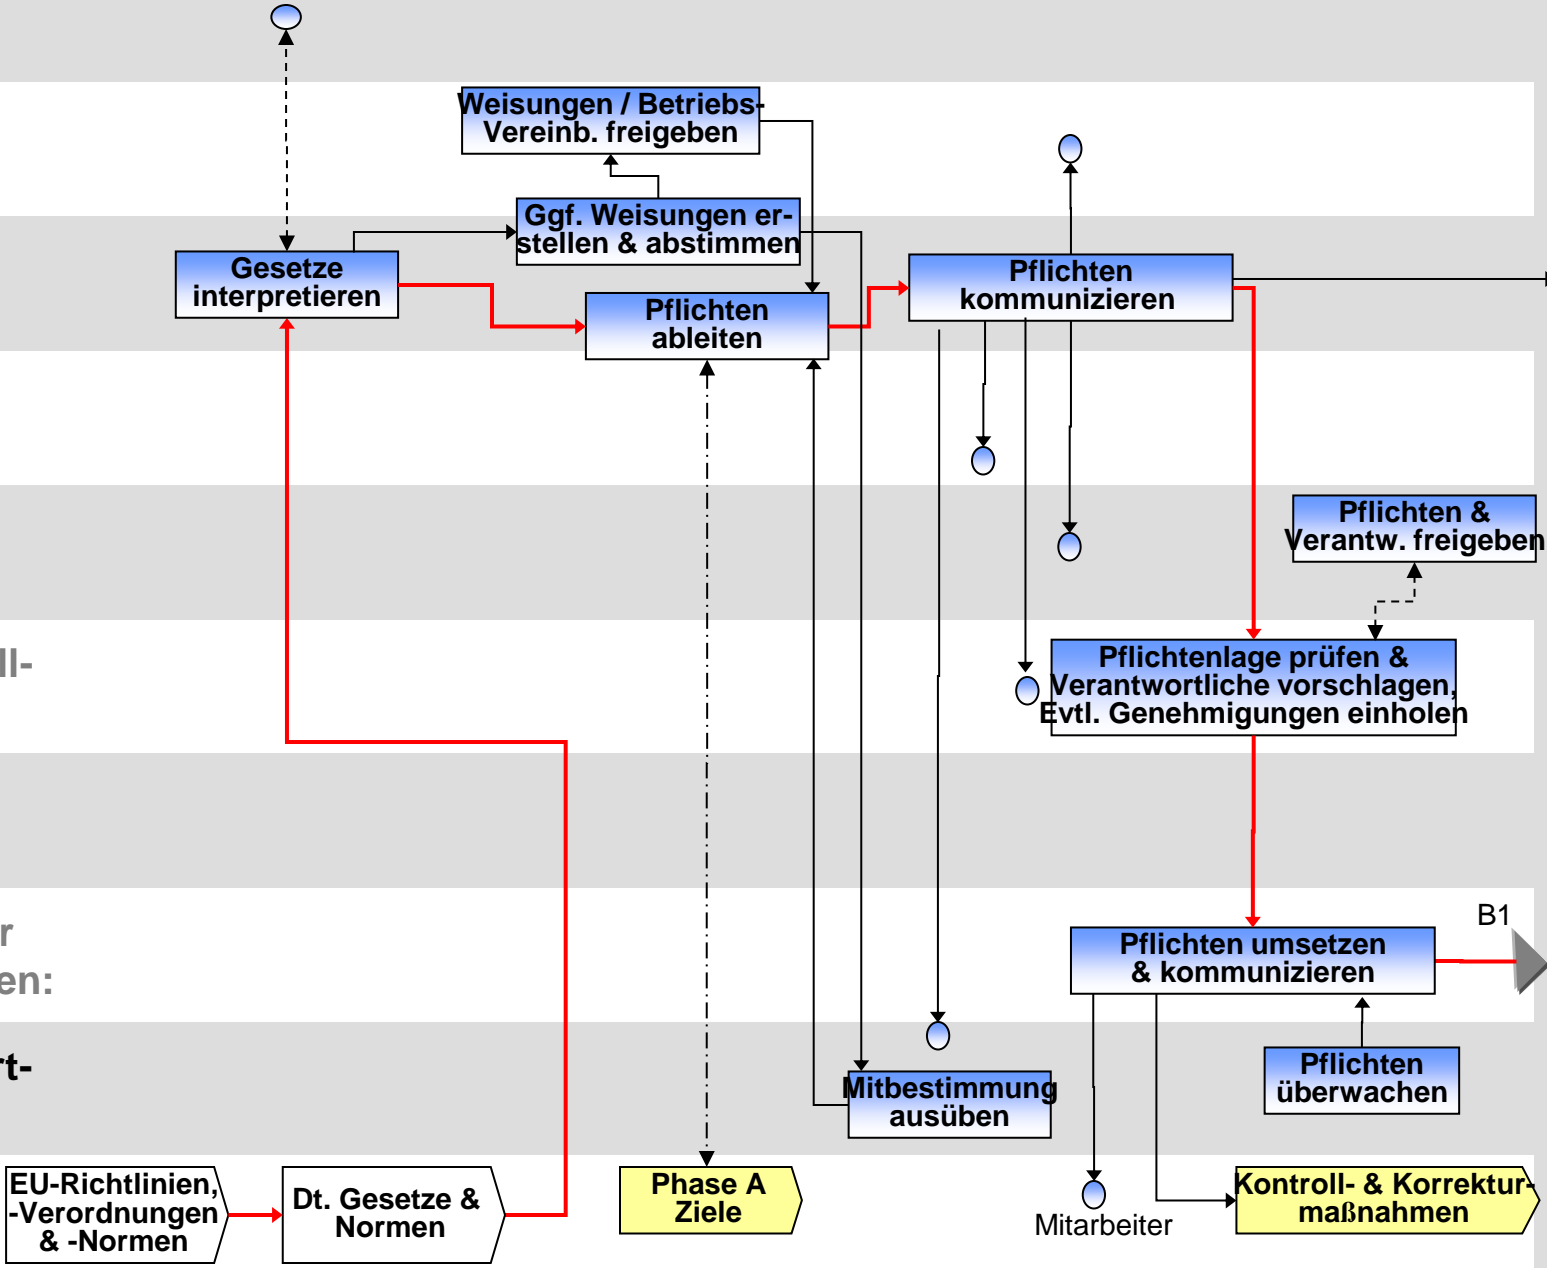 Weisungen / Betriebs-
Vereinb. freigeben
Ggf. Weisungen er-
stellen & abstimmen
Gesetze
interpretieren
Pflichten
kommunizieren
Pflichten
ableiten
Pflichten &
Verantw. freigeben
ll-
Pflichtenlage prüfen &
Verantwortliche vorschlagen,
Evtl. Genehmigungen einholen
r
en:
B1
Pflichten umsetzen
& kommunizieren
rt-
Pflichten
überwachen
Mitbestimmung
ausüben
EU-Richtlinien,
-Verordnungen
& -Normen
Dt. Gesetze &
Normen
Phase A
Ziele
Mitarbeiter
Kontroll- & Korrektur-
maßnahmen